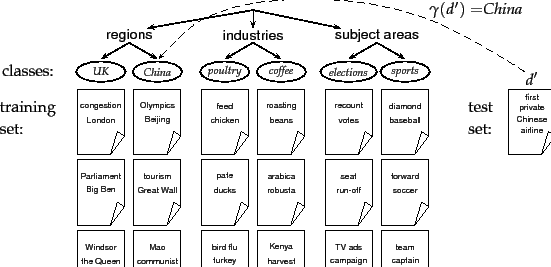 γ(d′) =China
regions
industries
subject areas
classes:
UK
China
poultry
coffee
elections
sports
d′
training
set:
congestion
London
Olympics
Beijing
feed
chicken
roasting
beans
recount
votes
diamond
baseball
test
set:
first
private
Chinese
airline
Parliament
Big Ben
tourism
Great Wall
pate
ducks
arabica
robusta
seat
run-off
forward
soccer
Windsor
the Queen
Mao
communist
bird flu
turkey
Kenya
harvest
TV ads
campaign
team
captain